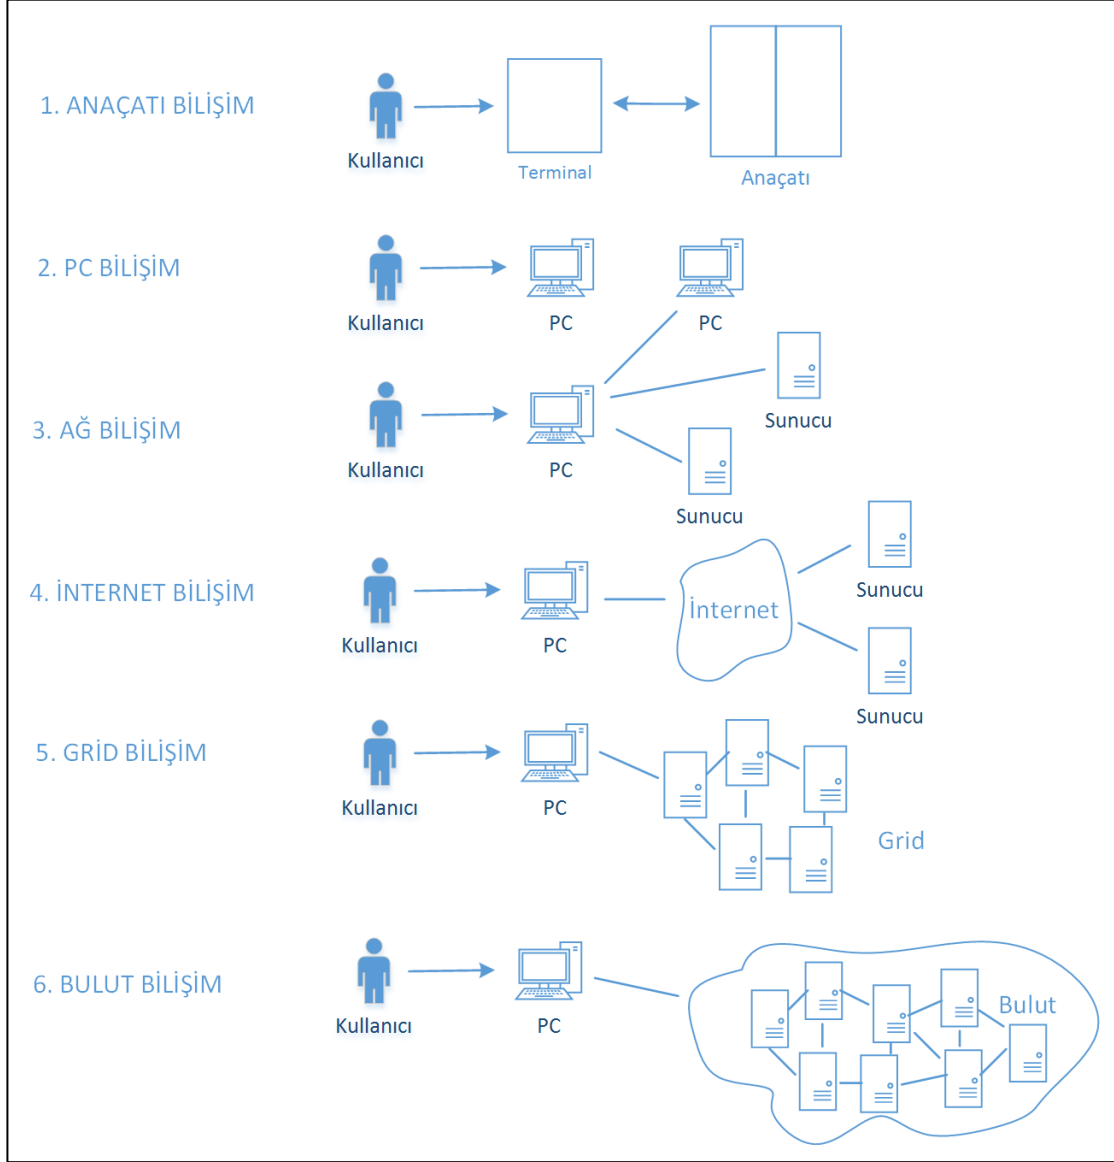 1. ANAÇATI BİLİŞİM
Kullanıcı
Terminal
Anaçatı
2. PC BİLİŞİM
Kullanıcı
PC
PC
3. AĞ BİLİŞİM
Kullanıcı
PC
Sunucu
Sunucu
4. İNTERNET BİLİŞİM
Kullanıcı
PC
İnternet
Sunucu
Sunucu
5. GRİD BİLİŞİM
Kullanıcı
PC
Grid
6. BULUT BİLİŞİM
Kullanıcı
PC
Bulut